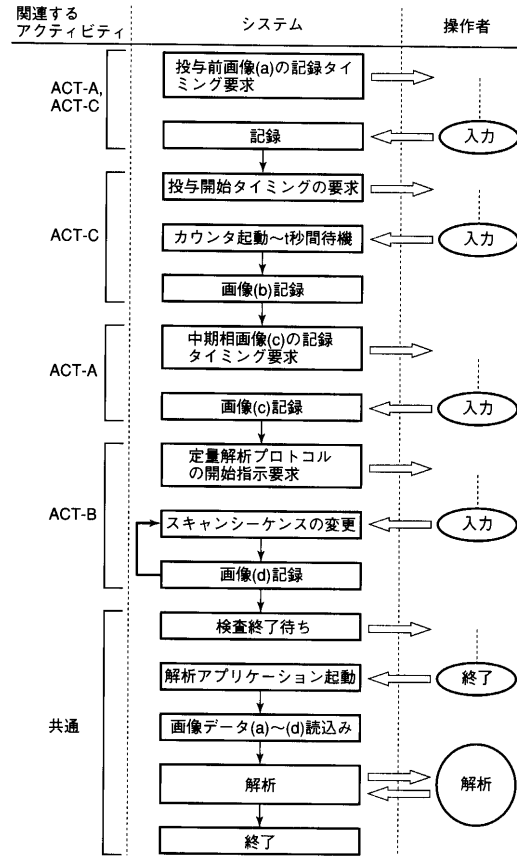 関連する
アクティビティ
システム
操作者
ACT-A,
ACT-C
投与前画像(a)の記録タイ
ミング要求
記録
入力
ACT-C
投与開始タイミングの要求
カウンタ起動～t秒間待機
入力
画像(b)記録
ACT-A
中期相画像(c)の記録
タイミング要求
画像(c)記録
入力
ACT-B
定量解析プロトコル
の開始指示要求
スキャンシーケンスの変更
入力
画像(d)記録
共通
検査終了待ち
解析アプリケーション起動
終了
画像データ(a)～(d)読込み
解析
解析
終了